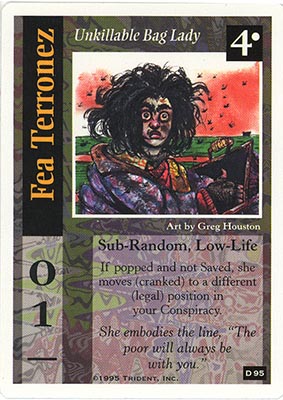 Unkillable Bag Lady
4•
Fea Terronez
Art by Greg Houston
Sub-Random, Low-Life
0
1
—
If popped and not Saved, she
moves (cranked) to a different
(legal) position in
your Conspiracy.
She embodies the line, “The
poor will always be
with you.”
©1995 TRIDENT, INC.
D 95